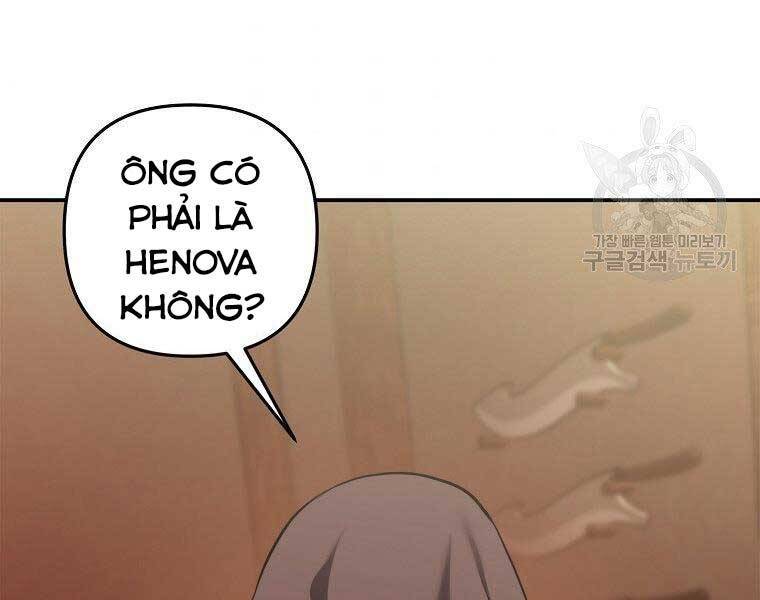 ÔNG CÓ
PHẢI LÀ
HENOVA
KHÔNG?
가장 빠른 웹툰 미리보기
구글검색 뉴토끼